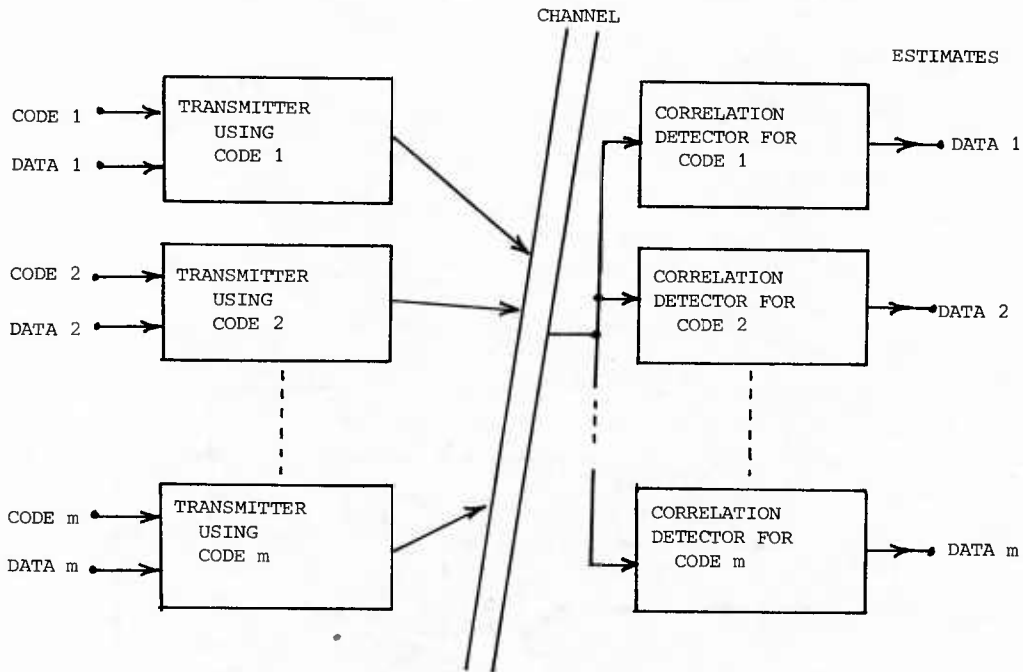 CHANNEL
ESTIMATES
CODE 1
DATA 1
TRANSMITTER
USING
CODE 1
CORRELATION
DETECTOR FOR
CODE 1
DATA 1
CODE 2
DATA 2
TRANSMITTER
USING
CODE 2
CORRELATION
DETECTOR FOR
CODE 2
DATA 2
CODE m
DATA m
TRANSMITTER
USING
CODE m
CORRELATION
DETECTOR FOR
CODE m
DATA m